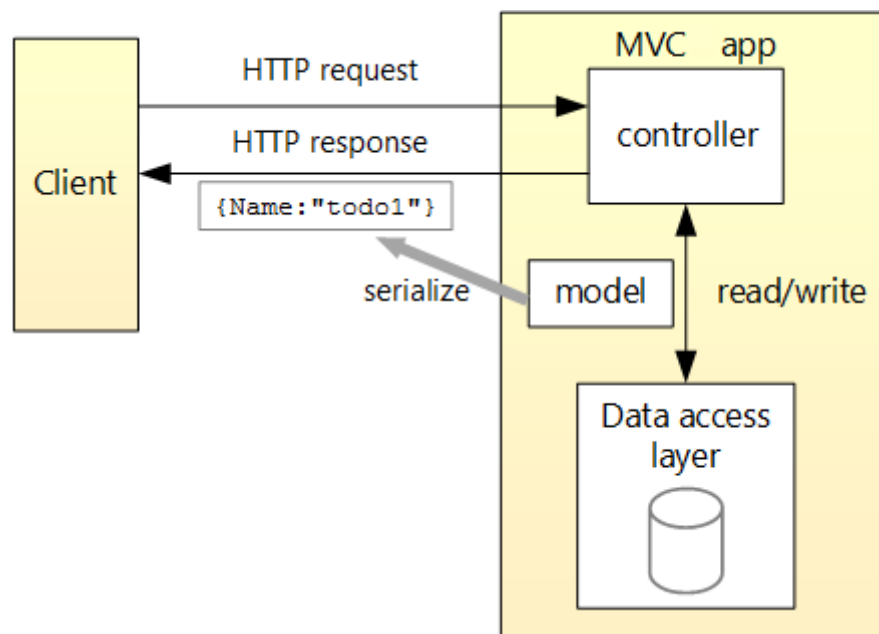 MVC app
HTTP request
controller
HTTP response
Client
{Name:"todo1"}
serialize
model
read/write
Data access
layer